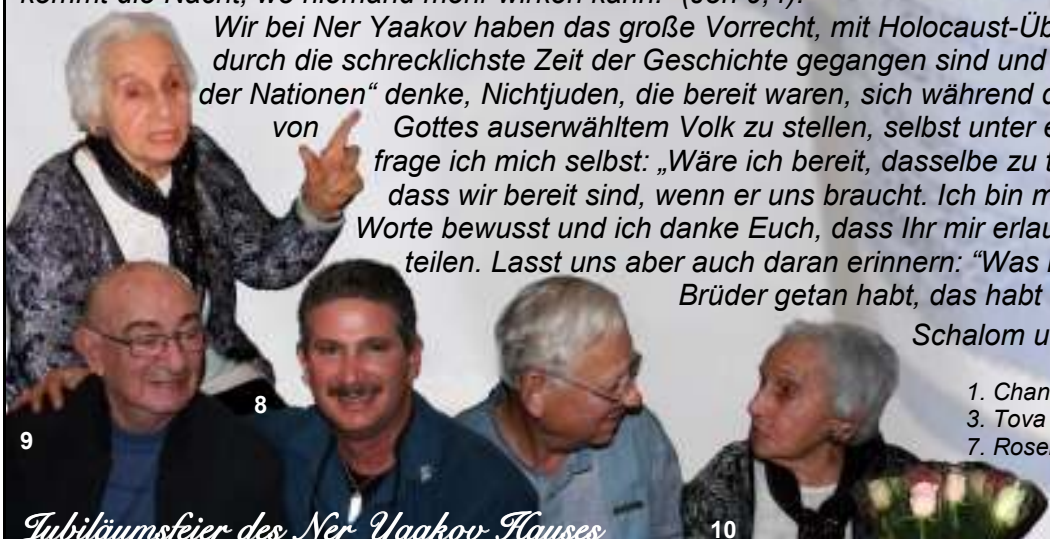 kommt die Nacht, wo niemand mehr wirken kann.“ (Joh 9,4).
Wir bei Ner Yaakov haben das große Vorrecht, mit Holocaust-Üb
durch die schrecklichste Zeit der Geschichte gegangen sind und
der Nationen“ denke, Nichtjuden, die bereit waren, sich während d
von Gottes auserwähltem Volk zu stellen, selbst unter e
frage ich mich selbst: „Wäre ich bereit, dasselbe zu t
dass wir bereit sind, wenn er uns braucht. Ich bin m
Worte bewusst und ich danke Euch, dass Ihr mir erlau
teilen. Lasst uns aber auch daran erinnern: “Was
Brüder getan habt, das habt
Schalom u
1. Chan
3. Tova
7. Rose
8
9
10
Jubiläumsfeier des Ner Yaakov Hauses